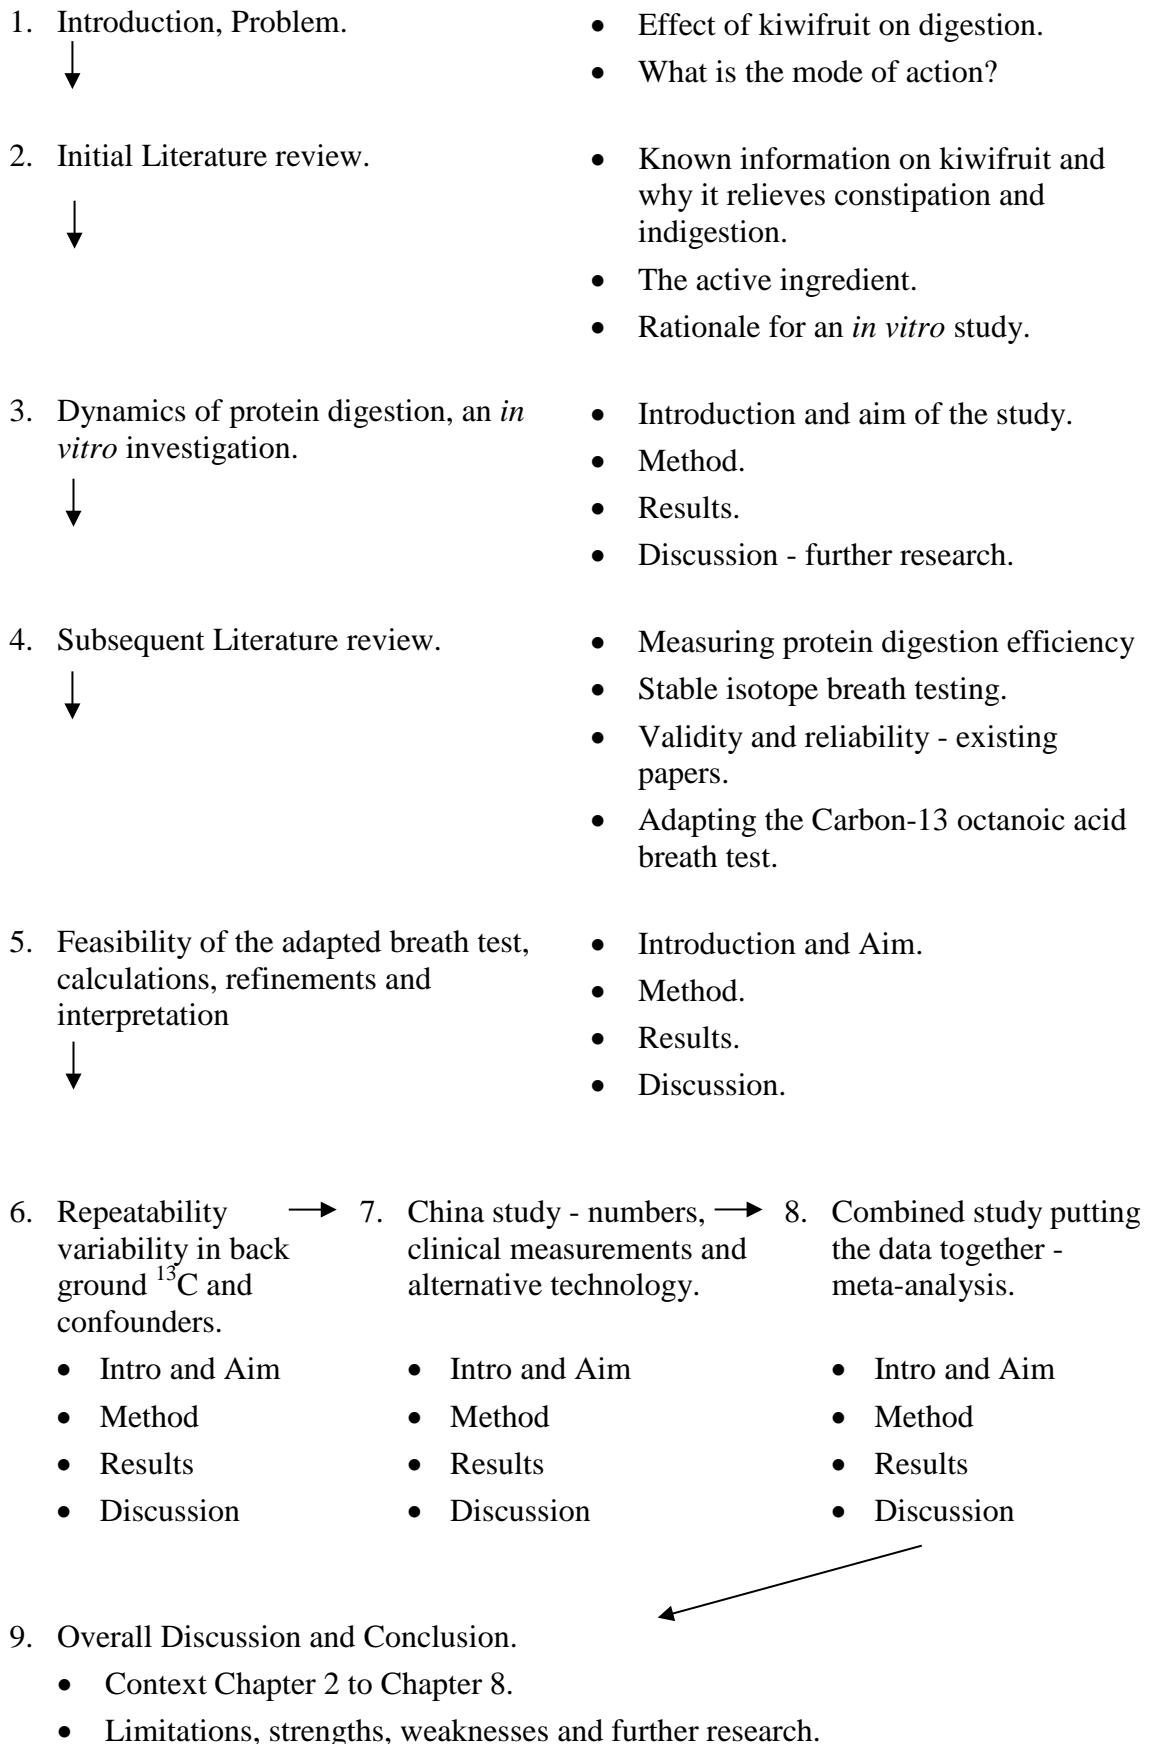 1. Introduction, Problem.
• Effect of kiwifruit on digestion.
• What is the mode of action?
2. Initial Literature review.
• Known information on kiwifruit and
why it relieves constipation and
indigestion.
• The active ingredient.
• Rationale for an in vitro study.
3. Dynamics of protein digestion, an in
vitro investigation.
• Introduction and aim of the study.
• Method.
• Results.
• Discussion - further research.
4. Subsequent Literature review.
• Measuring protein digestion efficiency
• Stable isotope breath testing.
• Validity and reliability - existing
papers.
• Adapting the Carbon-13 octanoic acid
breath test.
5. Feasibility of the adapted breath test,
calculations, refinements and
interpretation
• Introduction and Aim.
• Method.
• Results.
• Discussion.
6. Repeatability
variability in back
ground ¹³C and
confounders.
• Intro and Aim
• Method
• Results
• Discussion
7. China study - numbers,
clinical measurements and
alternative technology.
• Intro and Aim
• Method
• Results
• Discussion
8. Combined study putting
the data together -
meta-analysis.
• Intro and Aim
• Method
• Results
• Discussion
9. Overall Discussion and Conclusion.
• Context Chapter 2 to Chapter 8.
• Limitations, strengths, weaknesses and further research.